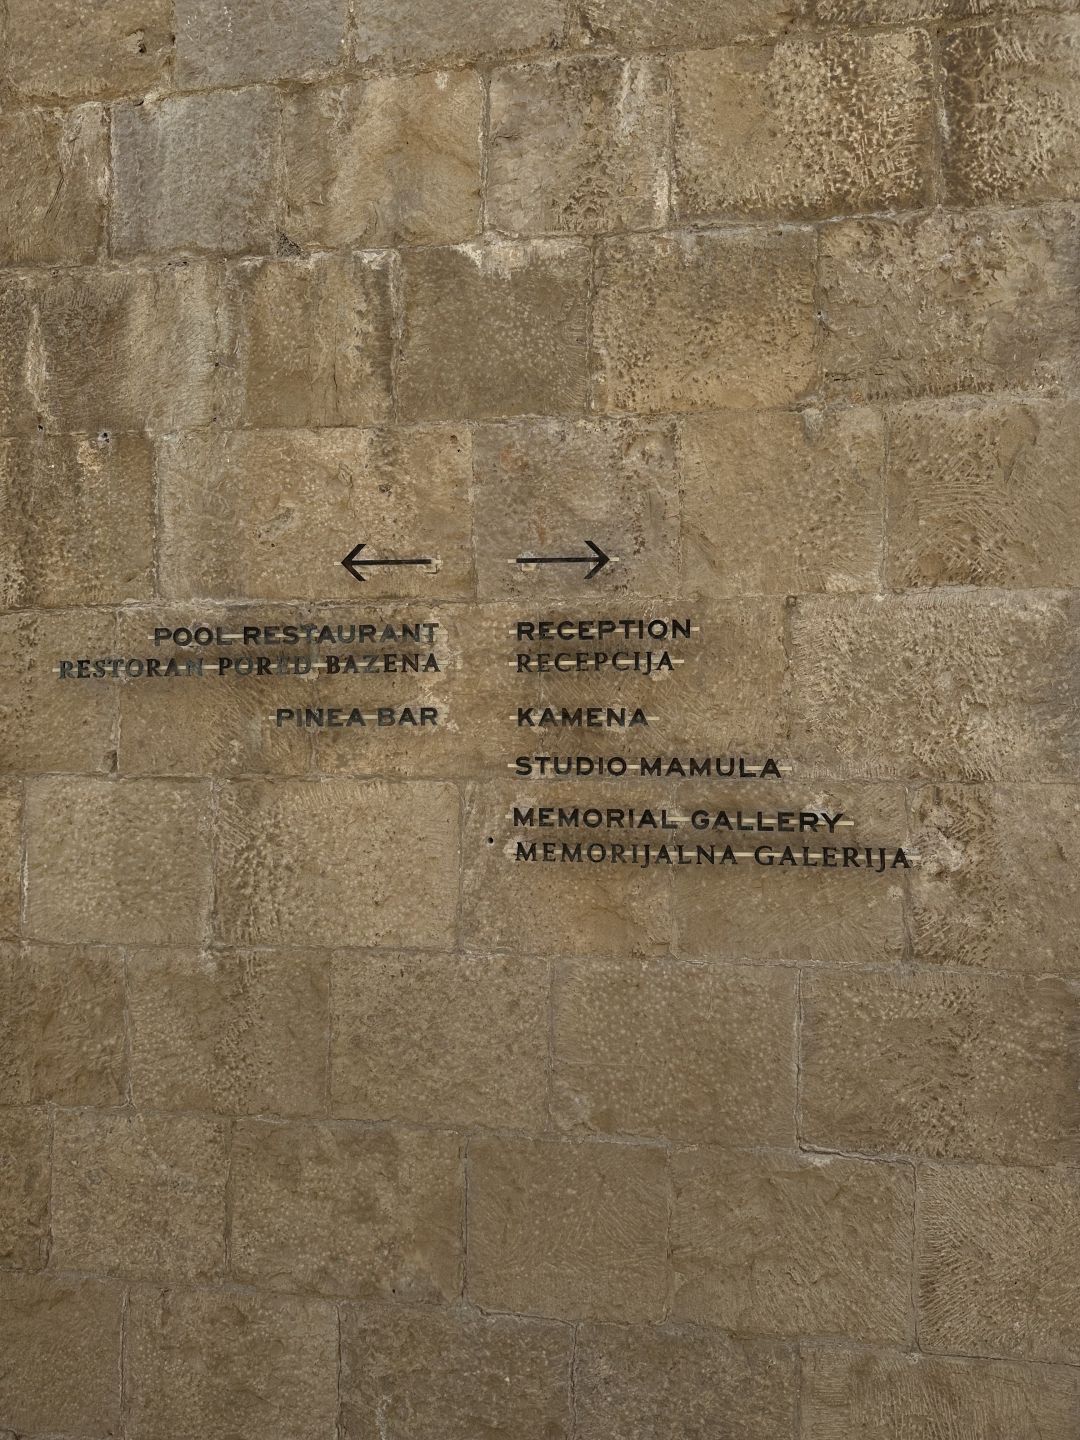 POOL RESTAURANT
RESTORAN PORED BAZENA
PINEA BAR
RECEPTION
RECEPCIJA
KAMENA
STUDIO MAMULA
MEMORIAL GALLERY
MEMORIJALNA GALERIJA